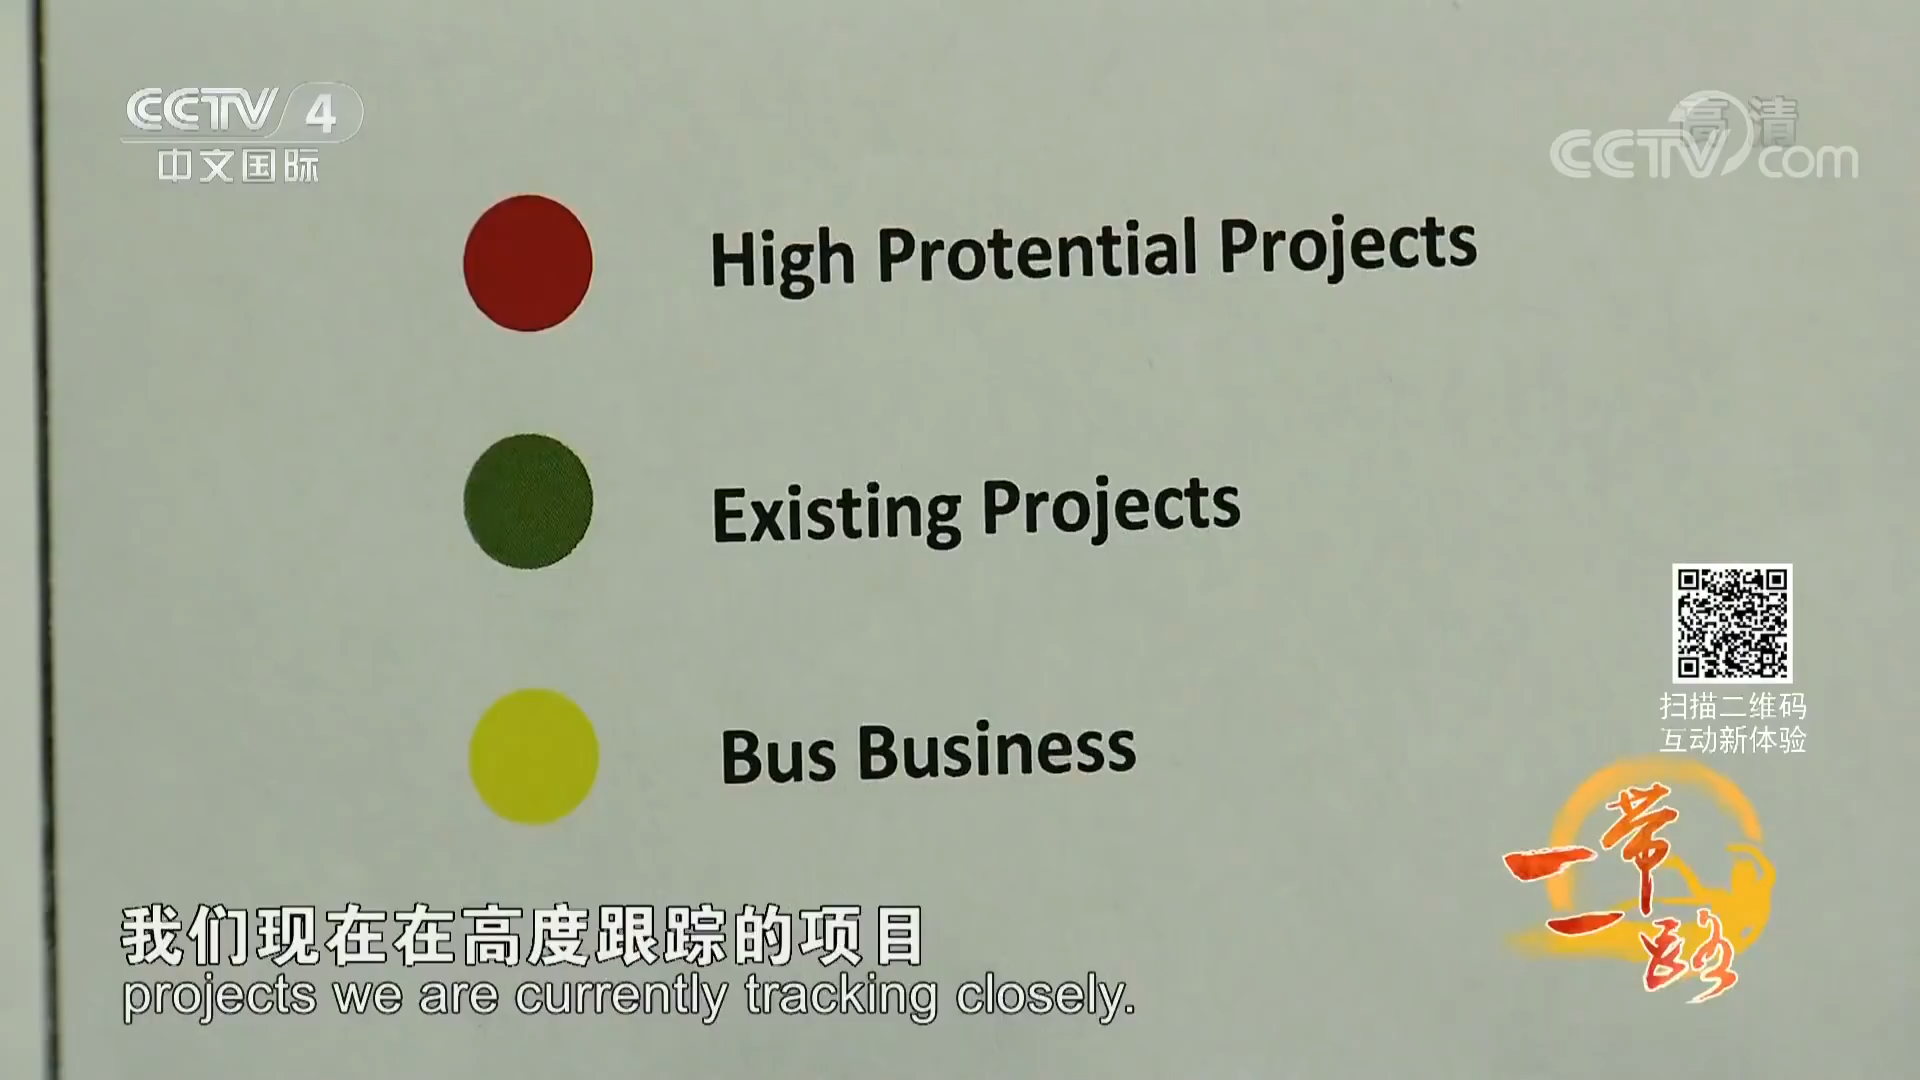 CCTV 4
中文国际
高清
CCTV com
High Protential Projects
Existing Projects
Bus Business
扫描二维码
互动新体验
一带
一路
我们现在在高度跟踪的项目
projects we are currently tracking closely.